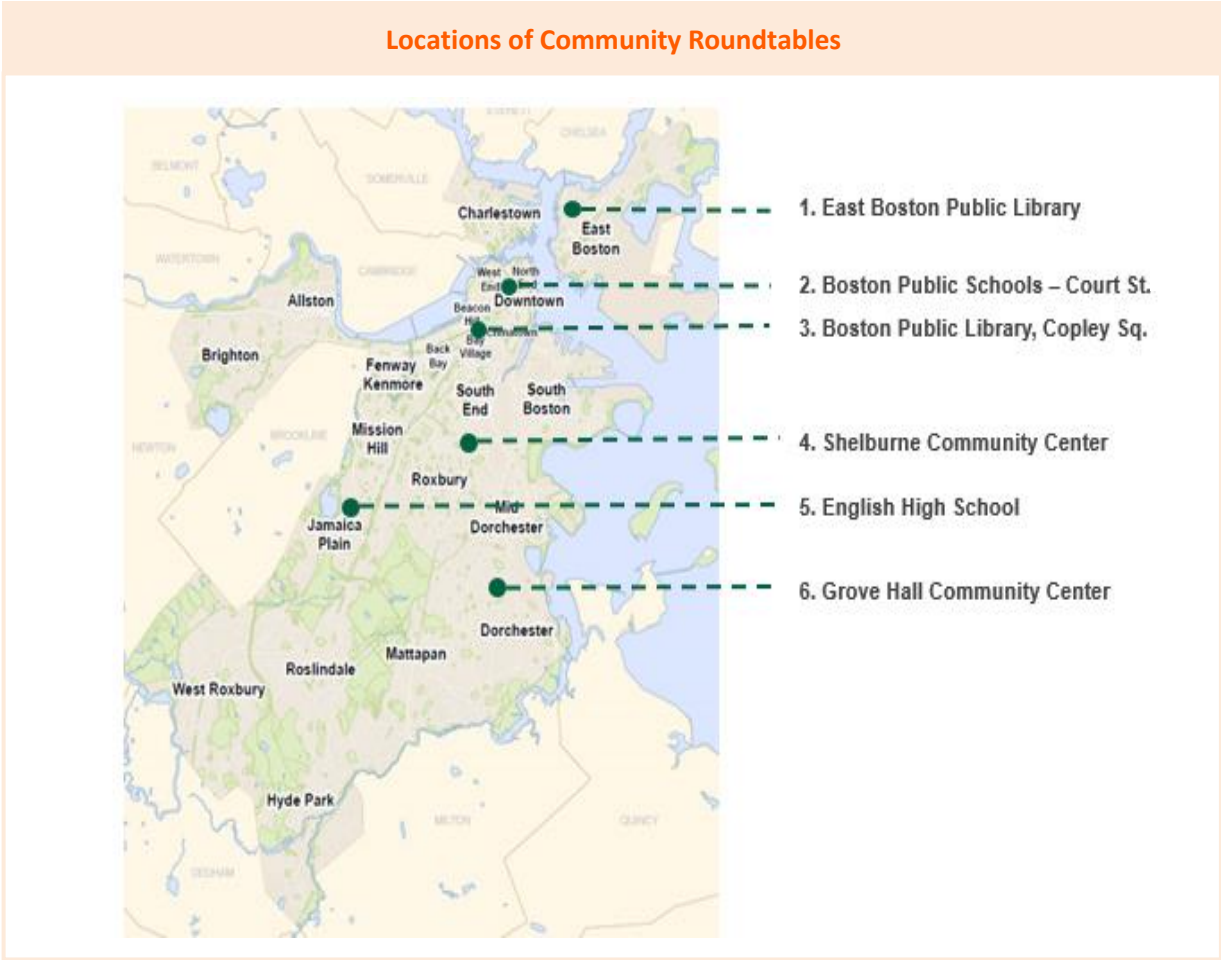 Locations of Community Roundtables
CHELSEA
BELMONT
SOMERVILLE
1. East Boston Public Library
Charlestown
East
Boston
WATERTOWN
CAMBRIDGE
West
North
End
2. Boston Public Schools – Court St.
Allston
Downtown
Beacon
Hill
3. Boston Public Library, Copley Sq.
Chinatown
Bay
Village
Back
Bay
Brighton
Fenway
Kenmore
South
End
South
Boston
NEWTON
BROOKLINE
Mission
Hill
4. Shelburne Community Center
Roxbury
5. English High School
Mid
Dorchester
Jamaica
Plain
6. Grove Hall Community Center
Dorchester
Mattapan
Roslindale
West Roxbury
Hyde Park
MILTON
QUINCY
DEDHAM